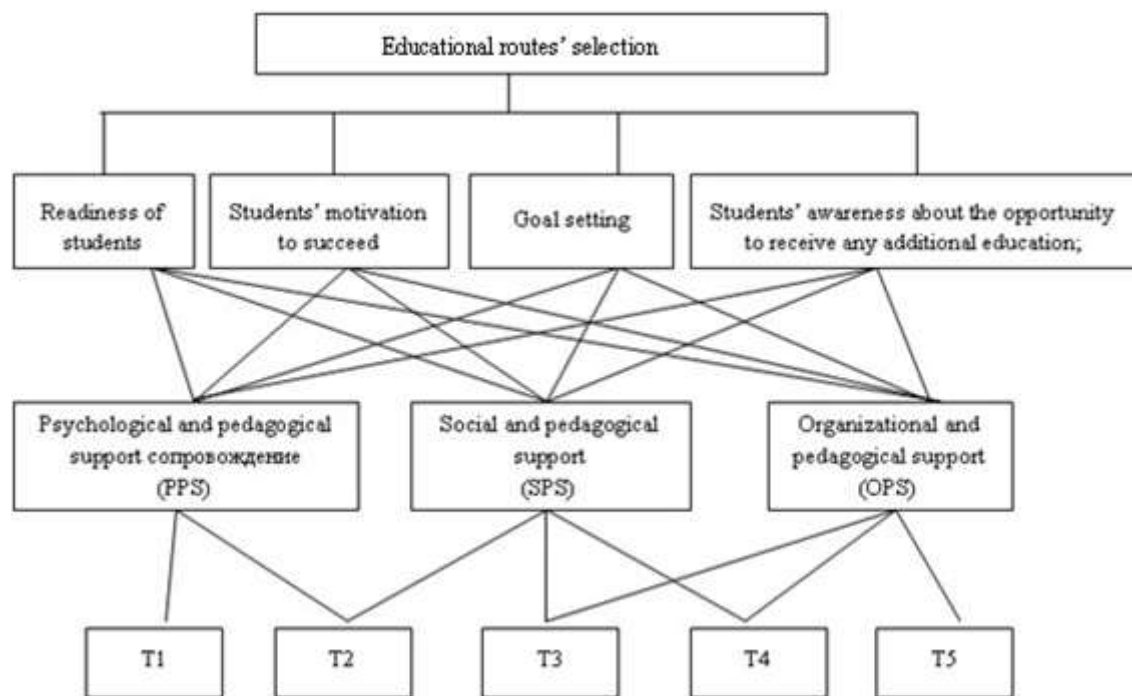 Educational routes’ selection
Readiness of
students
Students’ motivation
to succeed
Goal setting
Students’ awareness about the opportunity
to receive any additional education;
Psychological and pedagogical
support сопровождение
(PPS)
Social and pedagogical
support
(SPS)
Organizational and
pedagogical support
(OPS)
T1
T2
T3
T4
T5